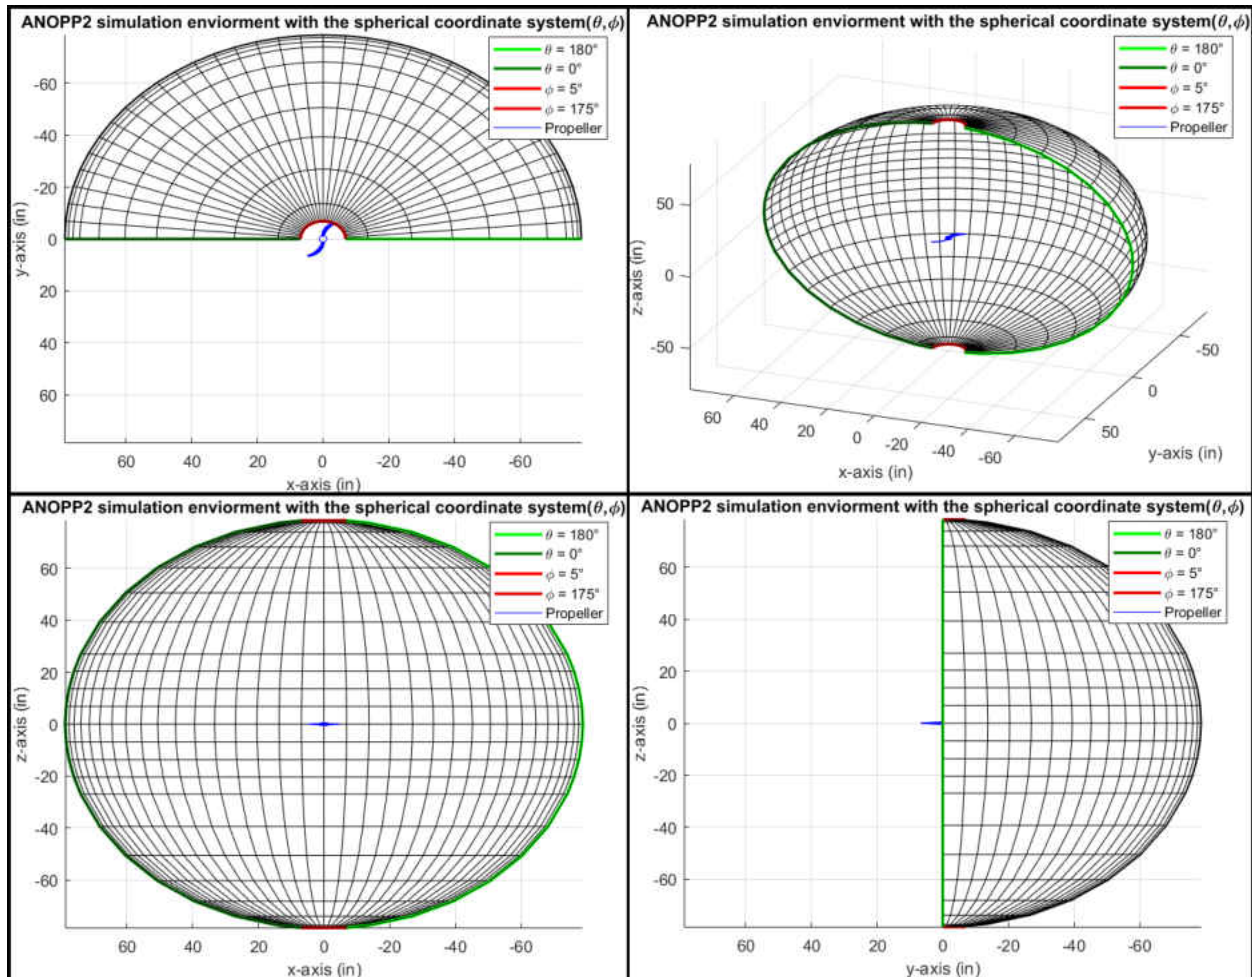 ANOPP2 simulation enviorment with the spherical coordinate system(θ,ϕ)
θ = 180°
θ = 0°
ϕ = 5°
ϕ = 175°
Propeller
-60
-40
-20
0
20
40
60
y-axis (in)
60 40 20 0 -20 -40 -60
x-axis (in)
ANOPP2 simulation enviorment with the spherical coordinate system(θ,ϕ)
θ = 180°
θ = 0°
ϕ = 5°
ϕ = 175°
Propeller
50
0
-50
z-axis (in)
60 40 20 0 -20 -40 -60
x-axis (in)
-50
0
50
y-axis (in)
ANOPP2 simulation enviorment with the spherical coordinate system(θ,ϕ)
θ = 180°
θ = 0°
ϕ = 5°
ϕ = 175°
Propeller
60
40
20
0
-20
-40
-60
z-axis (in)
60 40 20 0 -20 -40 -60
x-axis (in)
ANOPP2 simulation enviorment with the spherical coordinate system(θ,ϕ)
θ = 180°
θ = 0°
ϕ = 5°
ϕ = 175°
Propeller
60
40
20
0
-20
-40
-60
z-axis (in)
60 40 20 0 -20 -40 -60
y-axis (in)